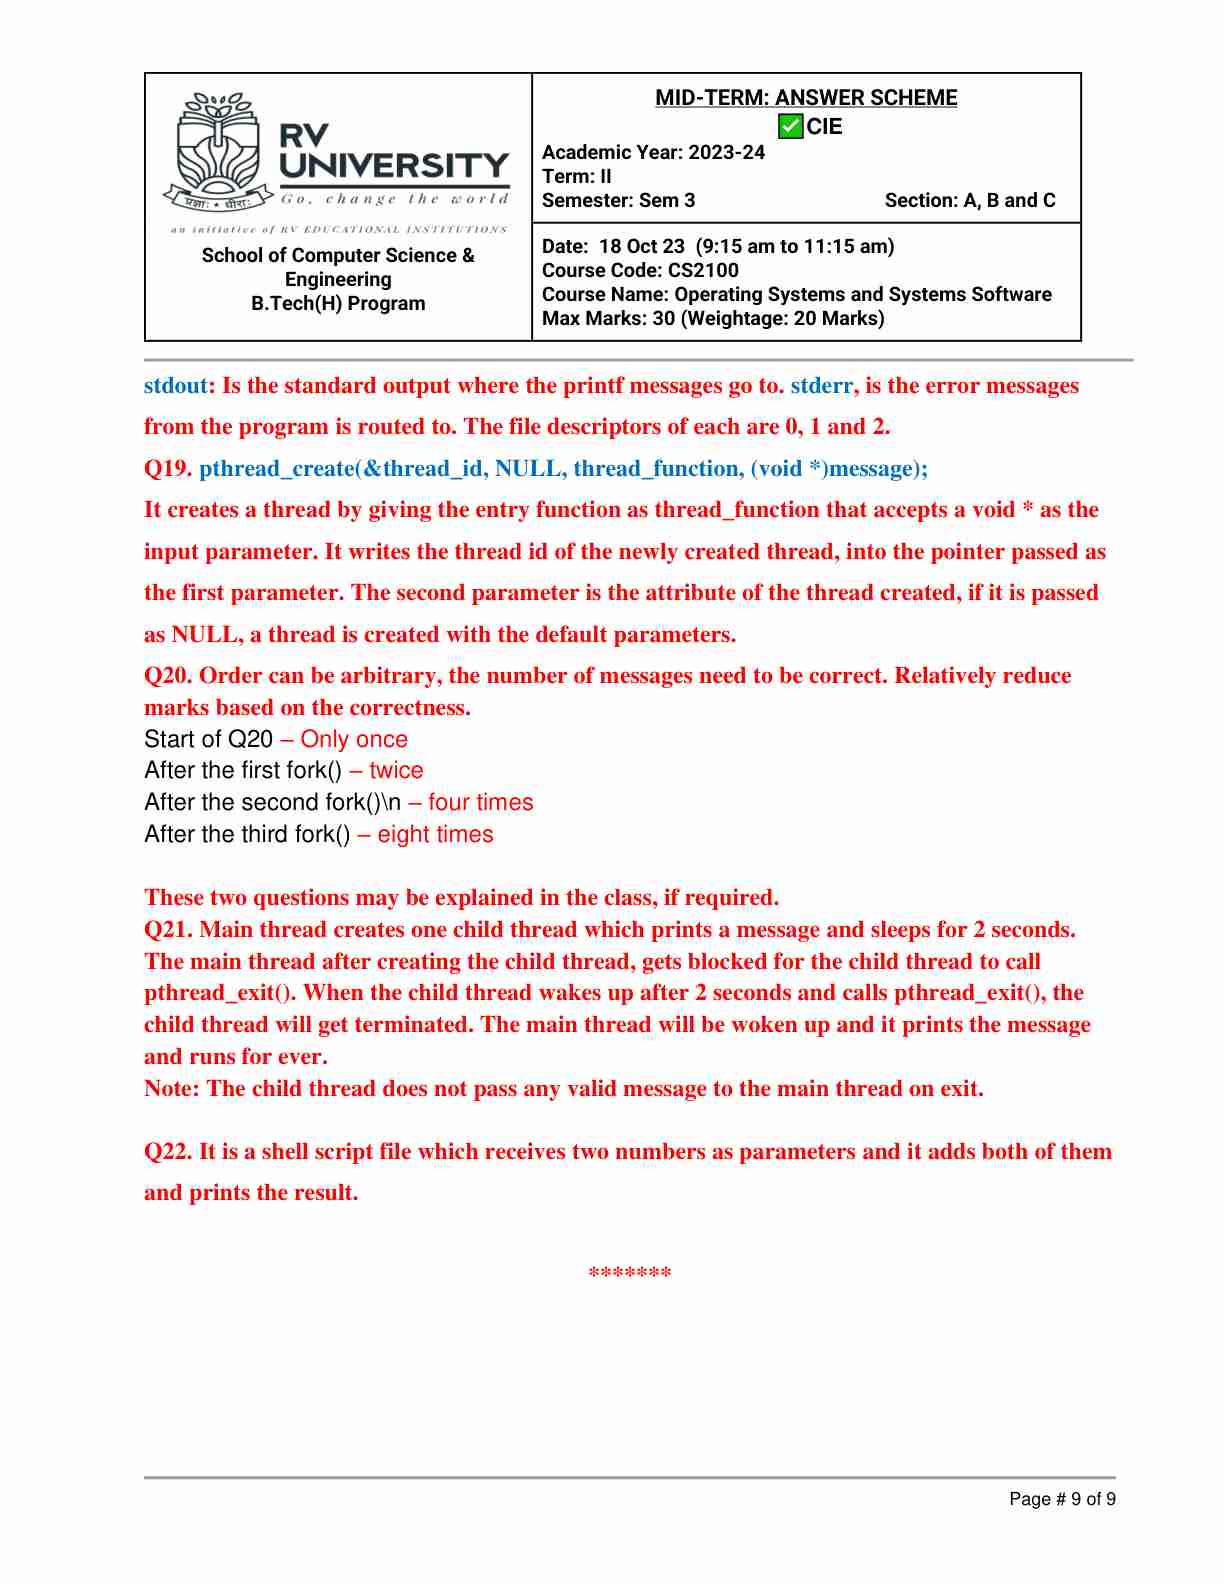 प्रज्ञाः • धीराः
RV
UNIVERSITY
Go, change the world
an initiative of RV EDUCATIONAL INSTITUTIONS
School of Computer Science &
Engineering
B.Tech(H) Program
MID-TERM: ANSWER SCHEME
CIE
Academic Year: 2023-24
Term: II
Semester: Sem 3 Section: A, B and C
Date: 18 Oct 23 (9:15 am to 11:15 am)
Course Code: CS2100
Course Name: Operating Systems and Systems Software
Max Marks: 30 (Weightage: 20 Marks)
stdout: Is the standard output where the printf messages go to. stderr, is the error messages
from the program is routed to. The file descriptors of each are 0, 1 and 2.
Q19. pthread_create(&thread_id, NULL, thread_function, (void *)message);
It creates a thread by giving the entry function as thread_function that accepts a void * as the
input parameter. It writes the thread id of the newly created thread, into the pointer passed as
the first parameter. The second parameter is the attribute of the thread created, if it is passed
as NULL, a thread is created with the default parameters.
Q20. Order can be arbitrary, the number of messages need to be correct. Relatively reduce
marks based on the correctness.
Start of Q20 – Only once
After the first fork() – twice
After the second fork()\n – four times
After the third fork() – eight times
These two questions may be explained in the class, if required.
Q21. Main thread creates one child thread which prints a message and sleeps for 2 seconds.
The main thread after creating the child thread, gets blocked for the child thread to call
pthread_exit(). When the child thread wakes up after 2 seconds and calls pthread_exit(), the
child thread will get terminated. The main thread will be woken up and it prints the message
and runs for ever.
Note: The child thread does not pass any valid message to the main thread on exit.
Q22. It is a shell script file which receives two numbers as parameters and it adds both of them
and prints the result.
*******
Page # 9 of 9